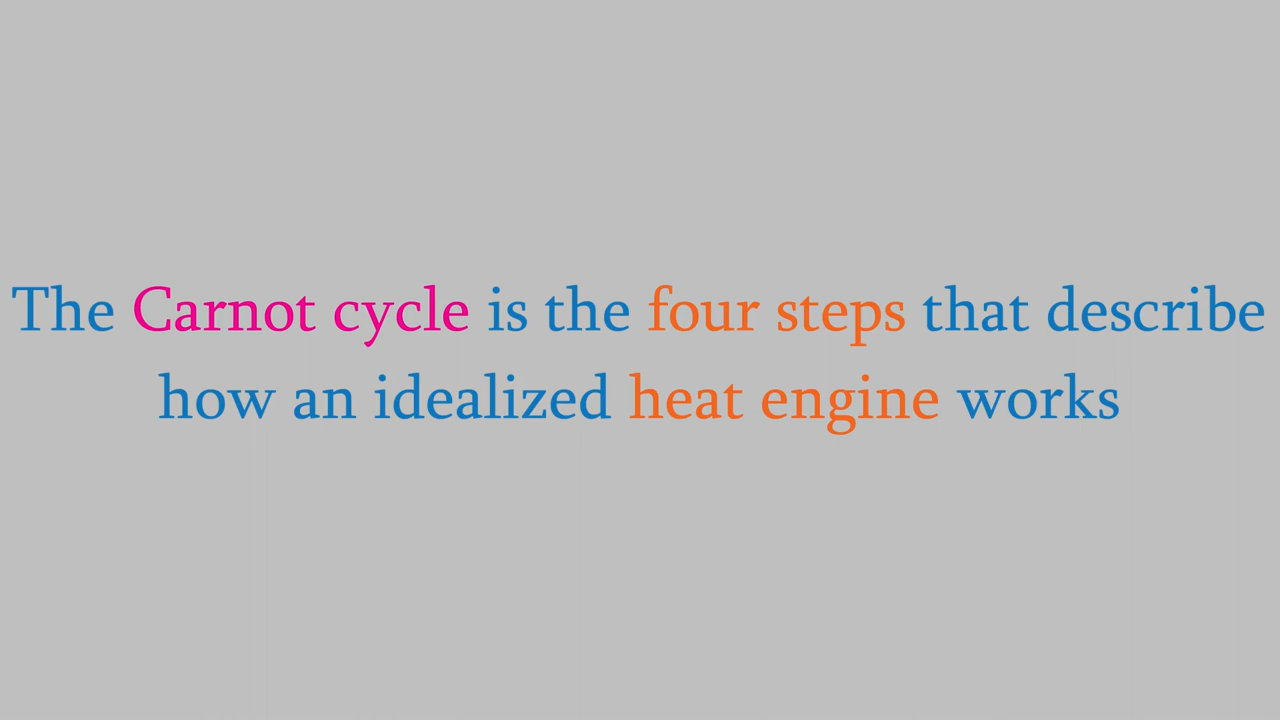 The Carnot cycle is the four steps that describe
how an idealized heat engine works